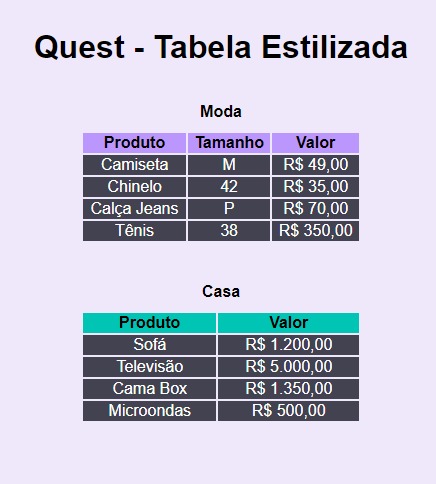 Quest - Tabela Estilizada
Moda
Produto Tamanho Valor
Camiseta M R$ 49,00
Chinelo 42 R$ 35,00
Calça Jeans P R$ 70,00
Tênis 38 R$ 350,00
Casa
Produto Valor
Sofá R$ 1.200,00
Televisão R$ 5.000,00
Cama Box R$ 1.350,00
Microondas R$ 500,00